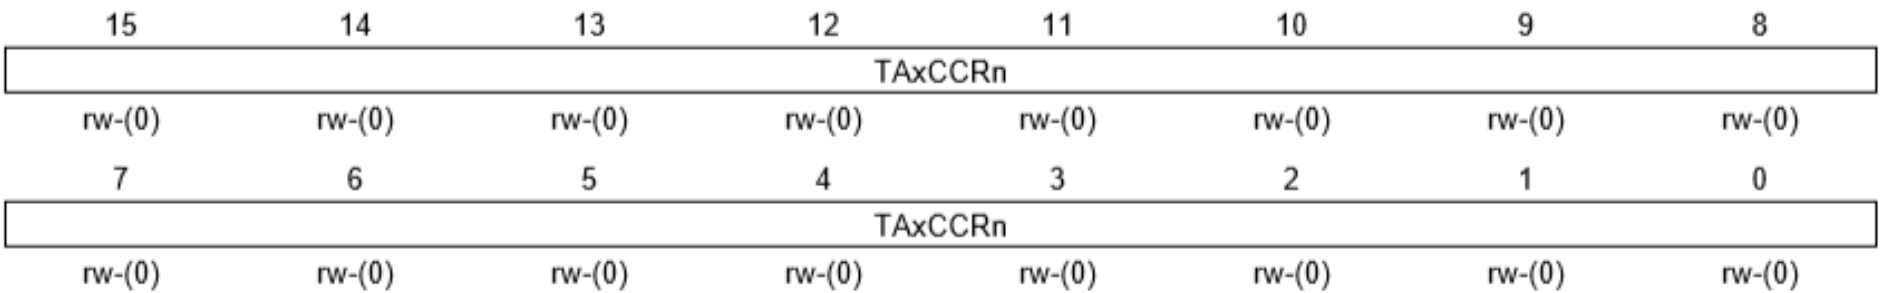 15 14 13 12 11 10 9 8
TAxCCRn
rw-(0) rw-(0) rw-(0) rw-(0) rw-(0) rw-(0) rw-(0) rw-(0)
7 6 5 4 3 2 1 0
TAxCCRn
rw-(0) rw-(0) rw-(0) rw-(0) rw-(0) rw-(0) rw-(0) rw-(0)